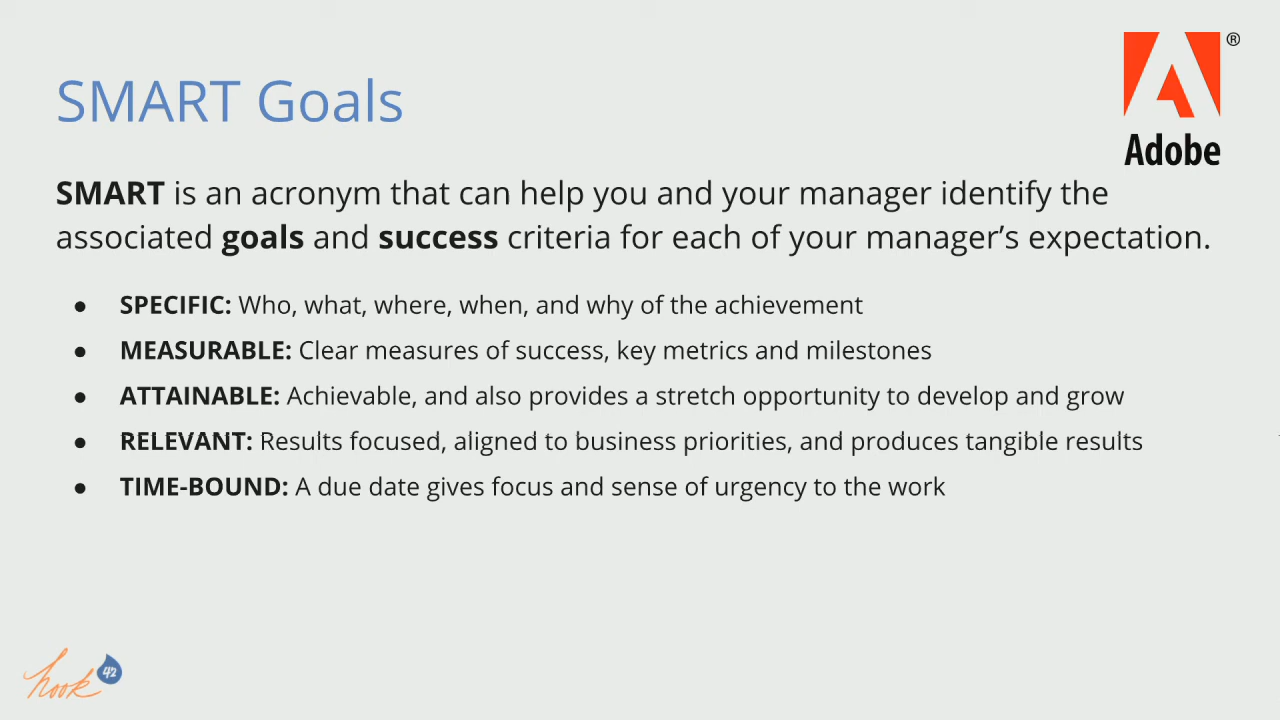 SMART Goals
®
Adobe
SMART is an acronym that can help you and your manager identify the
associated goals and success criteria for each of your manager’s expectation.
● SPECIFIC: Who, what, where, when, and why of the achievement
● MEASURABLE: Clear measures of success, key metrics and milestones
● ATTAINABLE: Achievable, and also provides a stretch opportunity to develop and grow
● RELEVANT: Results focused, aligned to business priorities, and produces tangible results
● TIME-BOUND: A due date gives focus and sense of urgency to the work
hook 42